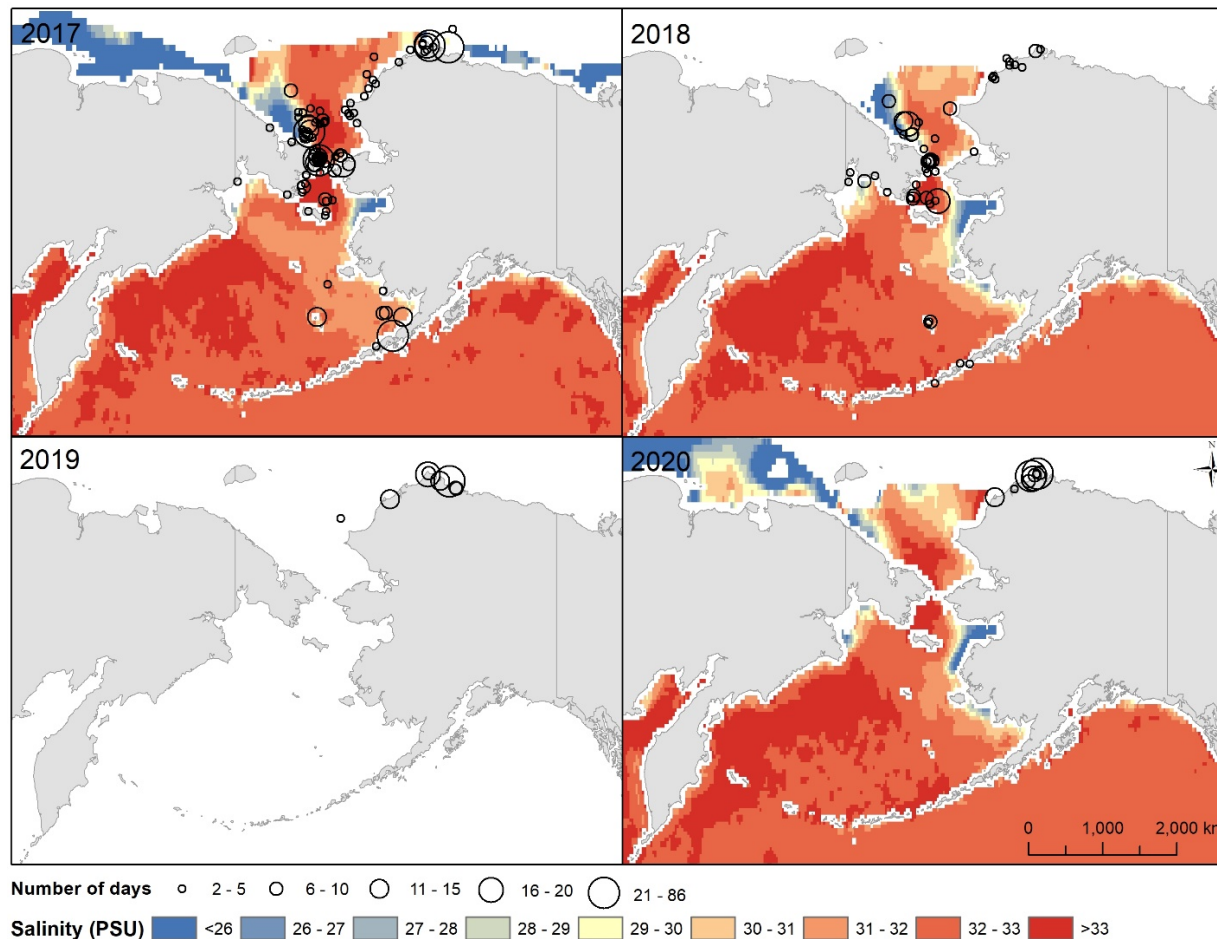 2017
2018
2019
2020
N
0 1,000 2,000 km
Number of days 2 - 5 6 - 10 11 - 15 16 - 20 21 - 86
Salinity (PSU) <26 26 - 27 27 - 28 28 - 29 29 - 30 30 - 31 31 - 32 32 - 33 >33